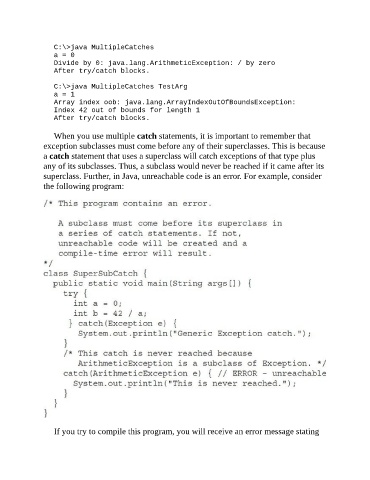 C:\>java MultipleCatches
a = 0
Divide by 0: java.lang.ArithmeticException: / by zero
After try/catch blocks.
C:\>java MultipleCatches TestArg
a = 1
Array index oob: java.lang.ArrayIndexOutOfBoundsException:
Index 42 out of bounds for length 1
After try/catch blocks.
When you use multiple catch statements, it is important to remember that
exception subclasses must come before any of their superclasses. This is because
a catch statement that uses a superclass will catch exceptions of that type plus
any of its subclasses. Thus, a subclass would never be reached if it came after its
superclass. Further, in Java, unreachable code is an error. For example, consider
the following program:
/* This program contains an error.
A subclass must come before its superclass in
a series of catch statements. If not,
unreachable code will be created and a
compile-time error will result.
*/
class SuperSubCatch {
public static void main(String args[]) {
try {
int a = 0;
int b = 42 / a;
} catch(Exception e) {
System.out.println("Generic Exception catch.");
}
/* This catch is never reached because
ArithmeticException is a subclass of Exception. */
catch(ArithmeticException e) { // ERROR – unreachable
System.out.println("This is never reached.");
}
}
}
If you try to compile this program, you will receive an error message stating